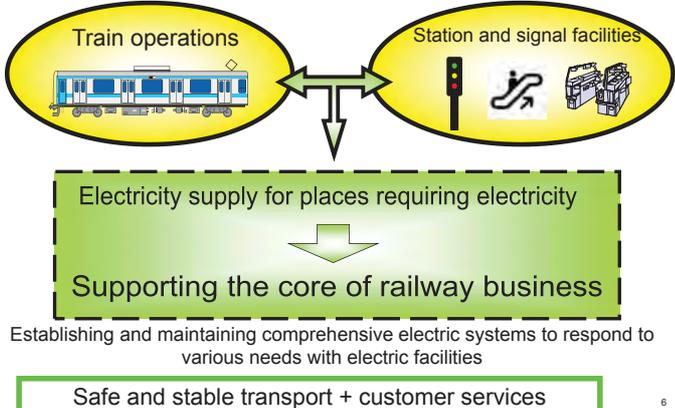 Train operations
Station and signal facilities
Electricity supply for places requiring electricity
Supporting the core of railway business
Establishing and maintaining comprehensive electric systems to respond to
various needs with electric facilities
Safe and stable transport + customer services
6